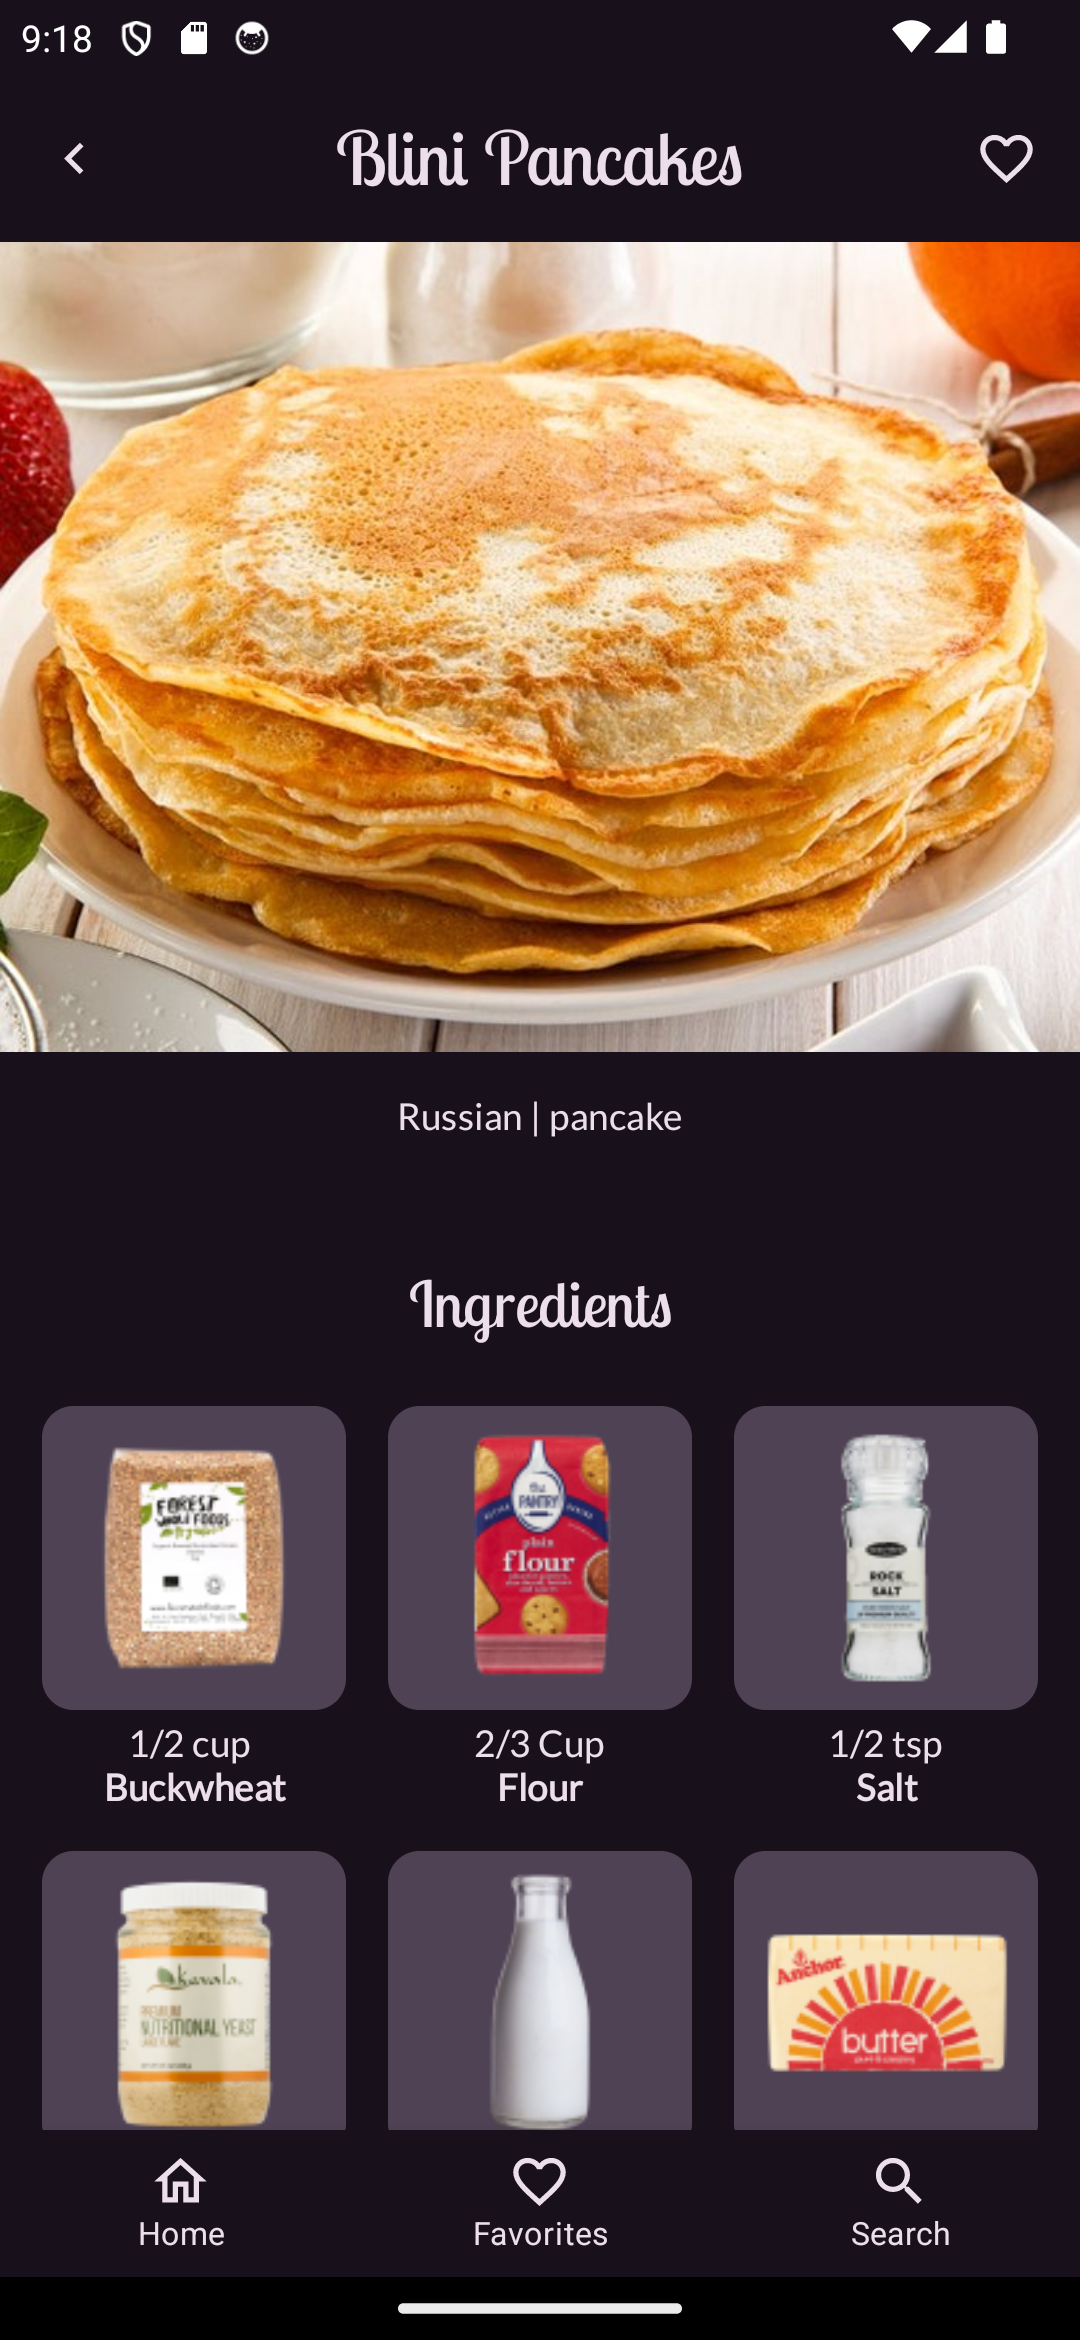 9:18
Blini Pancakes
Russian | pancake
Ingredients
FOREST
WHOLE FOODS
the
PANTRY
plain
flour
ROCK
SALT
1/2 cup
Buckwheat
2/3 Cup
Flour
1/2 tsp
Salt
PREMIUM
NUTRITIONAL YEAST
Anchor
butter
Home
Favorites
Search